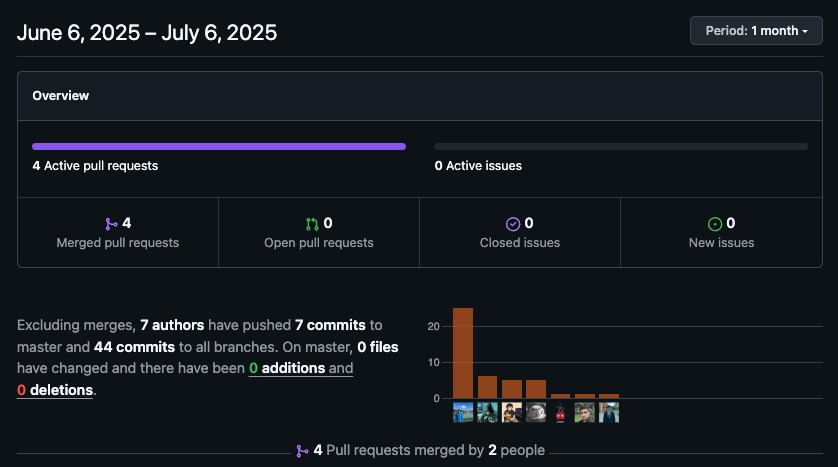 June 6, 2025 – July 6, 2025
Period: 1 month
Overview
4 Active pull requests
0 Active issues
4
Merged pull requests
0
Open pull requests
0
Closed issues
0
New issues
Excluding merges, 7 authors have pushed 7 commits to
master and 44 commits to all branches. On master, 0 files
have changed and there have been 0 additions and
0 deletions.
20
10
0
4 Pull requests merged by 2 people